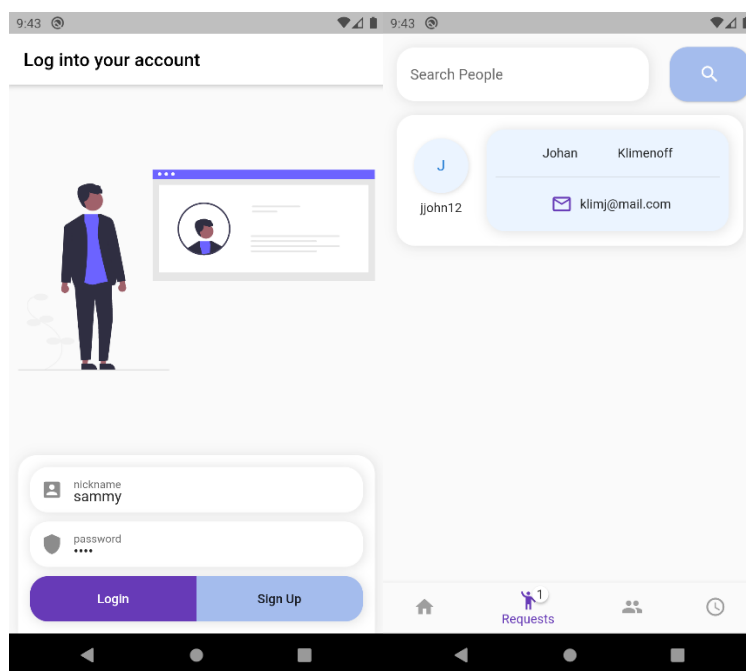 9:43
Log into your account
nickname
sammy
password
••••
Login Sign Up
9:43
Search People
J
jjohn12
Johan Klimenoff
klimj@mail.com
1
Requests